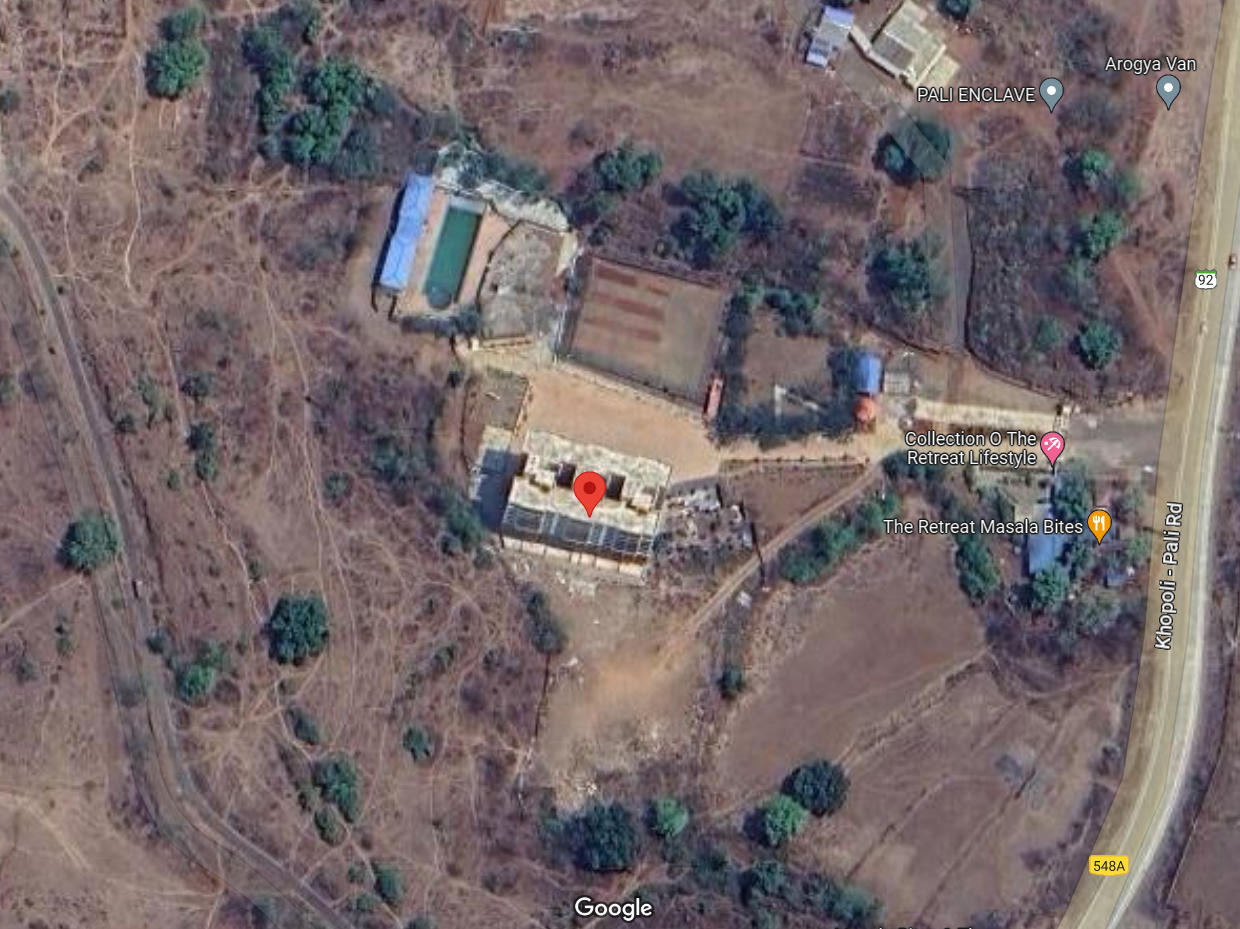 Arogya Van
PALI ENCLAVE
92
Collection O The
Retreat Lifestyle
The Retreat Masala Bites
Khopoli - Pali Rd
548A
Google